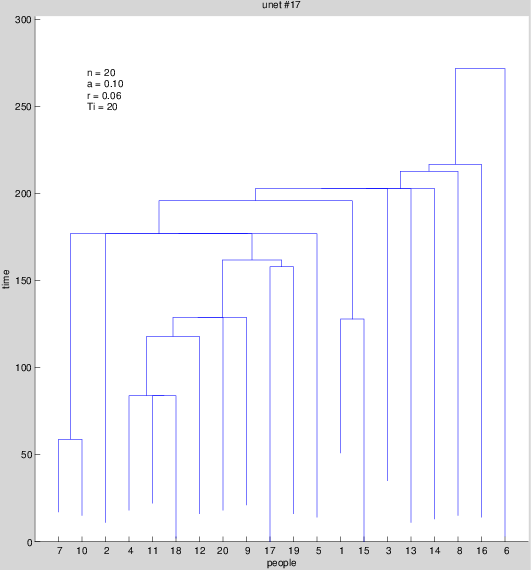 unet #17
300
n = 20
a = 0.10
r = 0.06
Ti = 20
250
200
150
100
50
0
time
7 10 2 4 11 18 12 20 9 17 19 5 1 15 3 13 14 8 16 6
people